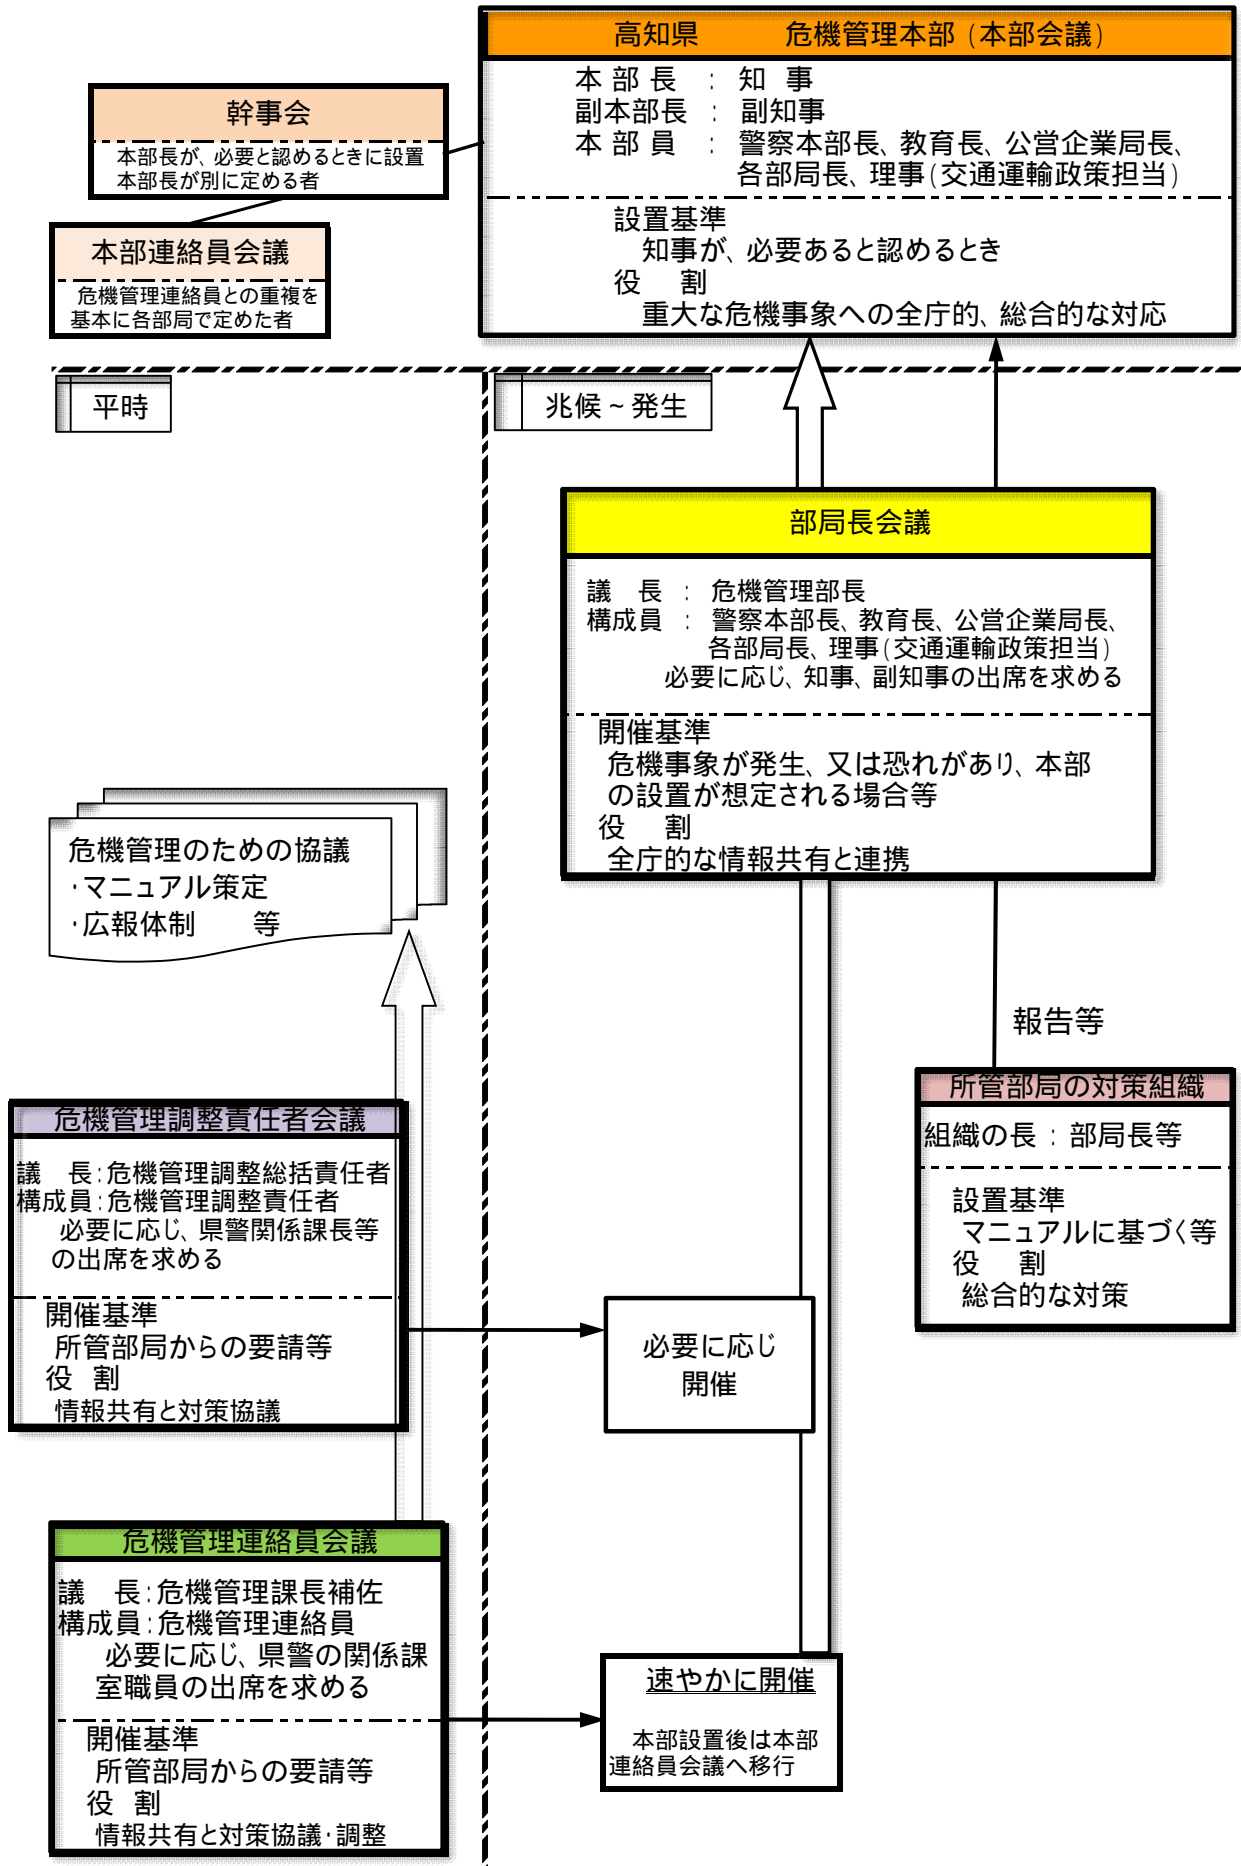 高知県　危機管理本部（本部会議）
本部長：知事
副本部長：副知事
本部員：警察本部長、教育長、公営企業局長、
各部局長、理事(交通運輸政策担当)
設置基準
知事が、必要あると認めるとき
役　割
重大な危機事象への全庁的、総合的な対応
幹事会
本部長が、必要と認めるときに設置
本部長が別に定める者
本部連絡員会議
危機管理連絡員との重複を
基本に各部局で定めた者
平時
兆候~発生
部局長会議
議　長：危機管理部長
構成員：警察本部長、教育長、公営企業局長、
各部局長、理事(交通運輸政策担当)
必要に応じ、知事、副知事の出席を求める
開催基準
危機事象が発生、又は恐れがあり、本部
の設置が想定される場合等
役　割
全庁的な情報共有と連携
危機管理のための協議
・マニュアル策定
・広報体制　等
報告等
所管部局の対策組織
組織の長：部局長等
設置基準
マニュアルに基づく等
役　割
総合的な対策
危機管理調整責任者会議
議　長:危機管理調整総括責任者
構成員:危機管理調整責任者
必要に応じ、県警関係課長等
の出席を求める
開催基準
所管部局からの要請等
役　割
情報共有と対策協議
必要に応じ
開催
危機管理連絡員会議
議　長:危機管理課長補佐
構成員:危機管理連絡員
必要に応じ、県警の関係課
室職員の出席を求める
開催基準
所管部局からの要請等
役　割
情報共有と対策協議・調整
速やかに開催
本部設置後は本部
連絡員会議へ移行